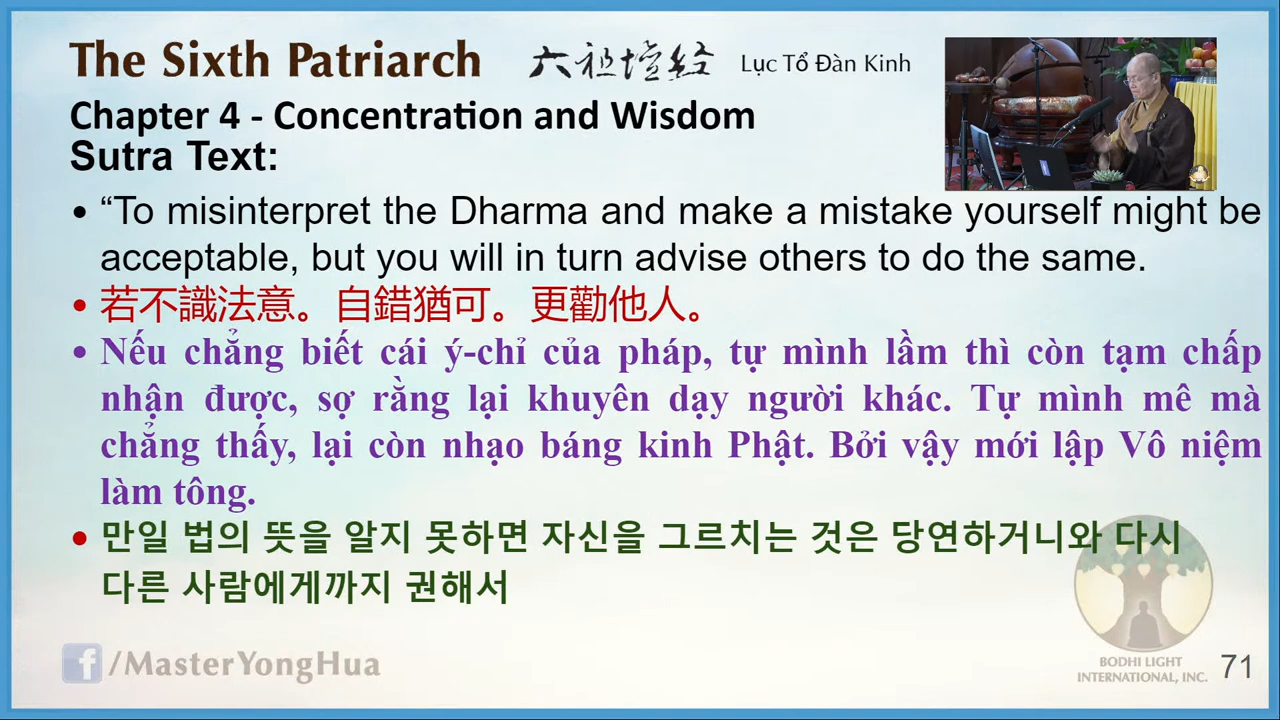 The Sixth Patriarch 六祖壇經 Lục Tổ Đàn Kinh
Chapter 4 - Concentration and Wisdom
Sutra Text:
• “To misinterpret the Dharma and make a mistake yourself might be
acceptable, but you will in turn advise others to do the same.
• 若不識法意。自錯猶可。更勸他人。
• Nếu chẳng biết cái ý-chỉ của pháp, tự mình lầm thì còn tạm chấp
nhận được, sợ rằng lại khuyên dạy người khác. Tự mình mê mà
chẳng thấy, lại còn nhạo báng kinh Phật. Bởi vậy mới lập Vô niệm
làm tông.
• 만일 법의 뜻을 알지 못하면 자신을 그르치는 것은 당연하거니와 다시
다른 사람에게까지 권해서
f /MasterYongHua
BODHI LIGHT
INTERNATIONAL, INC.
71